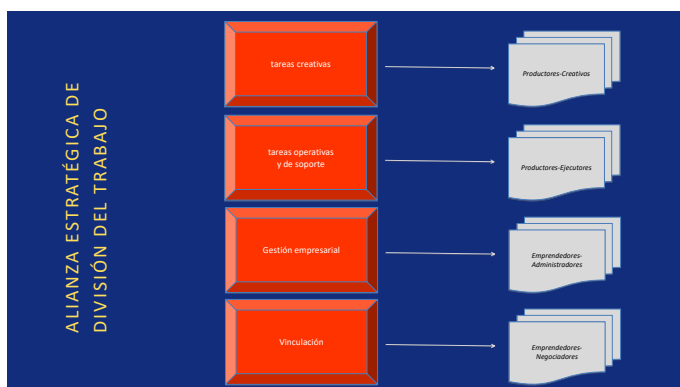 ALIANZA ESTRATÉGICA DE
DIVISIÓN DEL TRABAJO
tareas creativas
Productores-Creativos
tareas operativas
y de soporte
Productores-Ejecutores
Gestión empresarial
Emprendedores-
Administradores
Vinculación
Emprendedores-
Negociadores